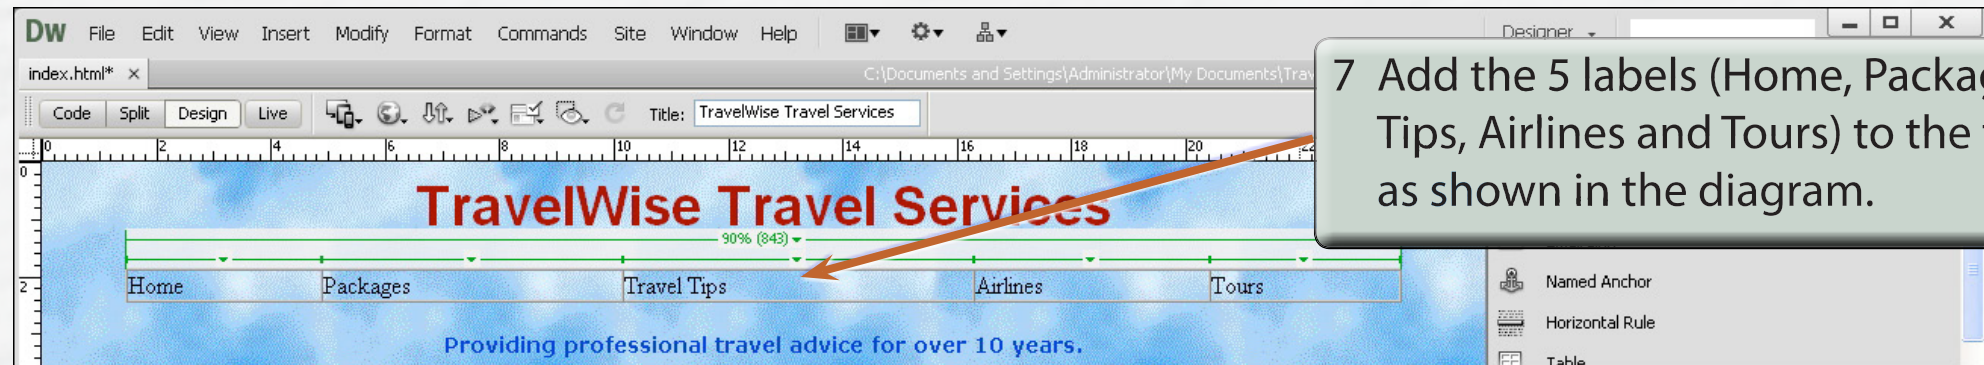 Dw File Edit View Insert Modify Format Commands Site Window Help Designer
index.html* C:\Documents and Settings\Administrator\My Documents\
Code Split Design Live Title: TravelWise Travel Services
0 2 4 6 8 10 12 14 16 18 20
7 Add the 5 labels (Home,
Tips, Airlines and Tours) to the
as shown in the diagram.
0
TravelWise Travel Services
90% (843)
2
Home Packages Travel Tips Airlines Tours
Providing professional travel advice for over 10 years.
Named Anchor
Horizontal Rule
Table